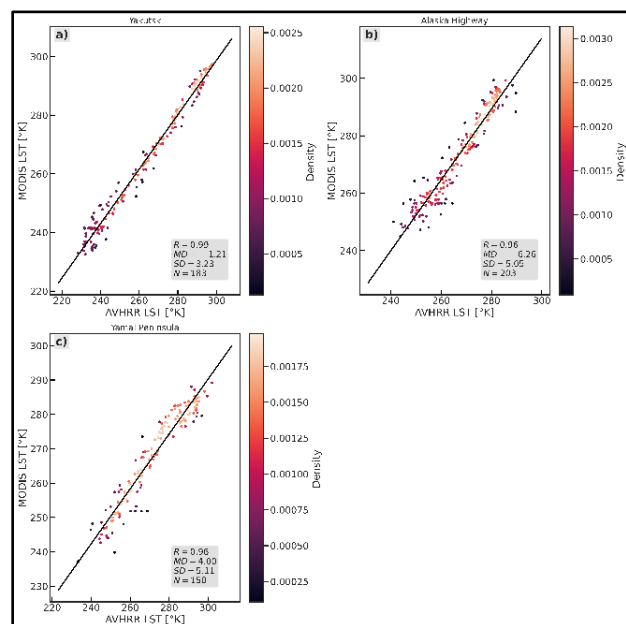 Yakutsk
a)
MODIS LST [°K]
300
280
260
240
220
220 240 260 280 300
AVHRR LST [°K]
R = 0.99
MD 1.21
SD = 3.23
N = 183
0.0025
0.0020
0.0015
0.0010
0.0005
Density
Alaska Highway
b)
MODIS LST [°K]
300
280
260
240
240 260 280 300
AVHRR LST [°K]
R = 0.96
MD 6.26
SD = 5.05
N = 203
0.0030
0.0025
0.0020
0.0015
0.0010
0.0005
Density
Yamal Peninsula
c)
MODIS LST [°K]
300
290
280
270
260
250
240
230
220 240 260 280 300
AVHRR LST [°K]
R = 0.96
MD = 4.00
SD = 5.11
N = 150
0.00175
0.00150
0.00125
0.00100
0.00075
0.00050
0.00025
Density